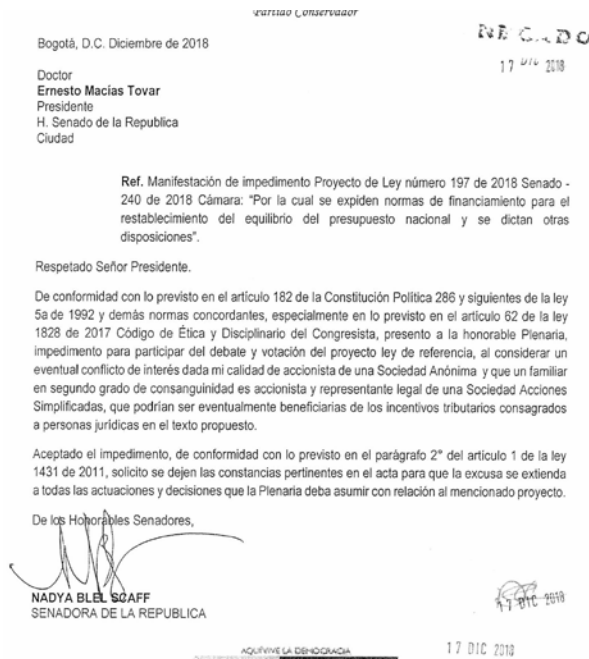 Partido Conservador
Bogotá, D.C. Diciembre de 2018
17 DIC 2018
Doctor
Ernesto Macías Tovar
Presidente
H. Senado de la Republica
Ciudad
Ref. Manifestación de impedimento Proyecto de Ley número 197 de 2018 Senado -
240 de 2018 Cámara: "Por la cual se expiden normas de financiamiento para el
restablecimiento del equilibrio del presupuesto nacional y se dictan otras
disposiciones".
Respetado Señor Presidente.
De conformidad con lo previsto en el artículo 182 de la Constitución Política 286 y siguientes de la ley
5a de 1992 y demás normas concordantes, especialmente en lo previsto en el artículo 62 de la ley
1828 de 2017 Código de Ética y Disciplinario del Congresista, presento a la honorable Plenaria,
impedimento para participar del debate y votación del proyecto ley de referencia, al considerar un
eventual conflicto de interés dada mi calidad de accionista de una Sociedad Anónima y que un familiar
en segundo grado de consanguinidad es accionista y representante legal de una Sociedad Acciones
Simplificadas, que podrían ser eventualmente beneficiarias de los incentivos tributarios consagrados
a personas jurídicas en el texto propuesto.
Aceptado el impedimento, de conformidad con lo previsto en el parágrafo 2° del artículo 1 de la ley
1431 de 2011, solicito se dejen las constancias pertinentes en el acta para que la excusa se extienda
a todas las actuaciones y decisiones que la Plenaria deba asumir con relación al mencionado proyecto.
De los Honorables Senadores,
NADYA BLEL SCAFF
SENADORA DE LA REPUBLICA
17 DIC 2018
AQUÍVIVE LA DEMOCRACIA
17 DIC 2018